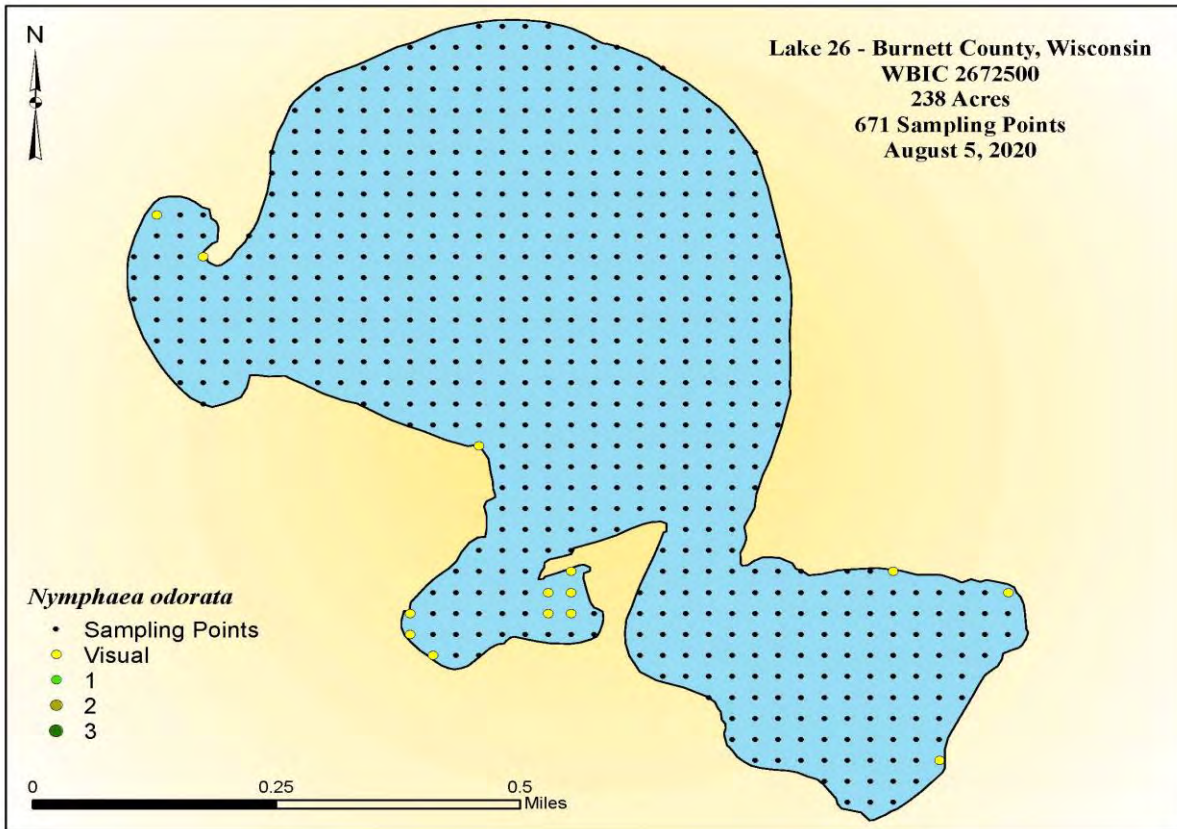 N
Lake 26 - Burnett County, Wisconsin
WBIC 2672500
238 Acres
671 Sampling Points
August 5, 2020
Nymphaea odorata
Sampling Points
Visual
1
2
3
0 0.25 0.5
Miles